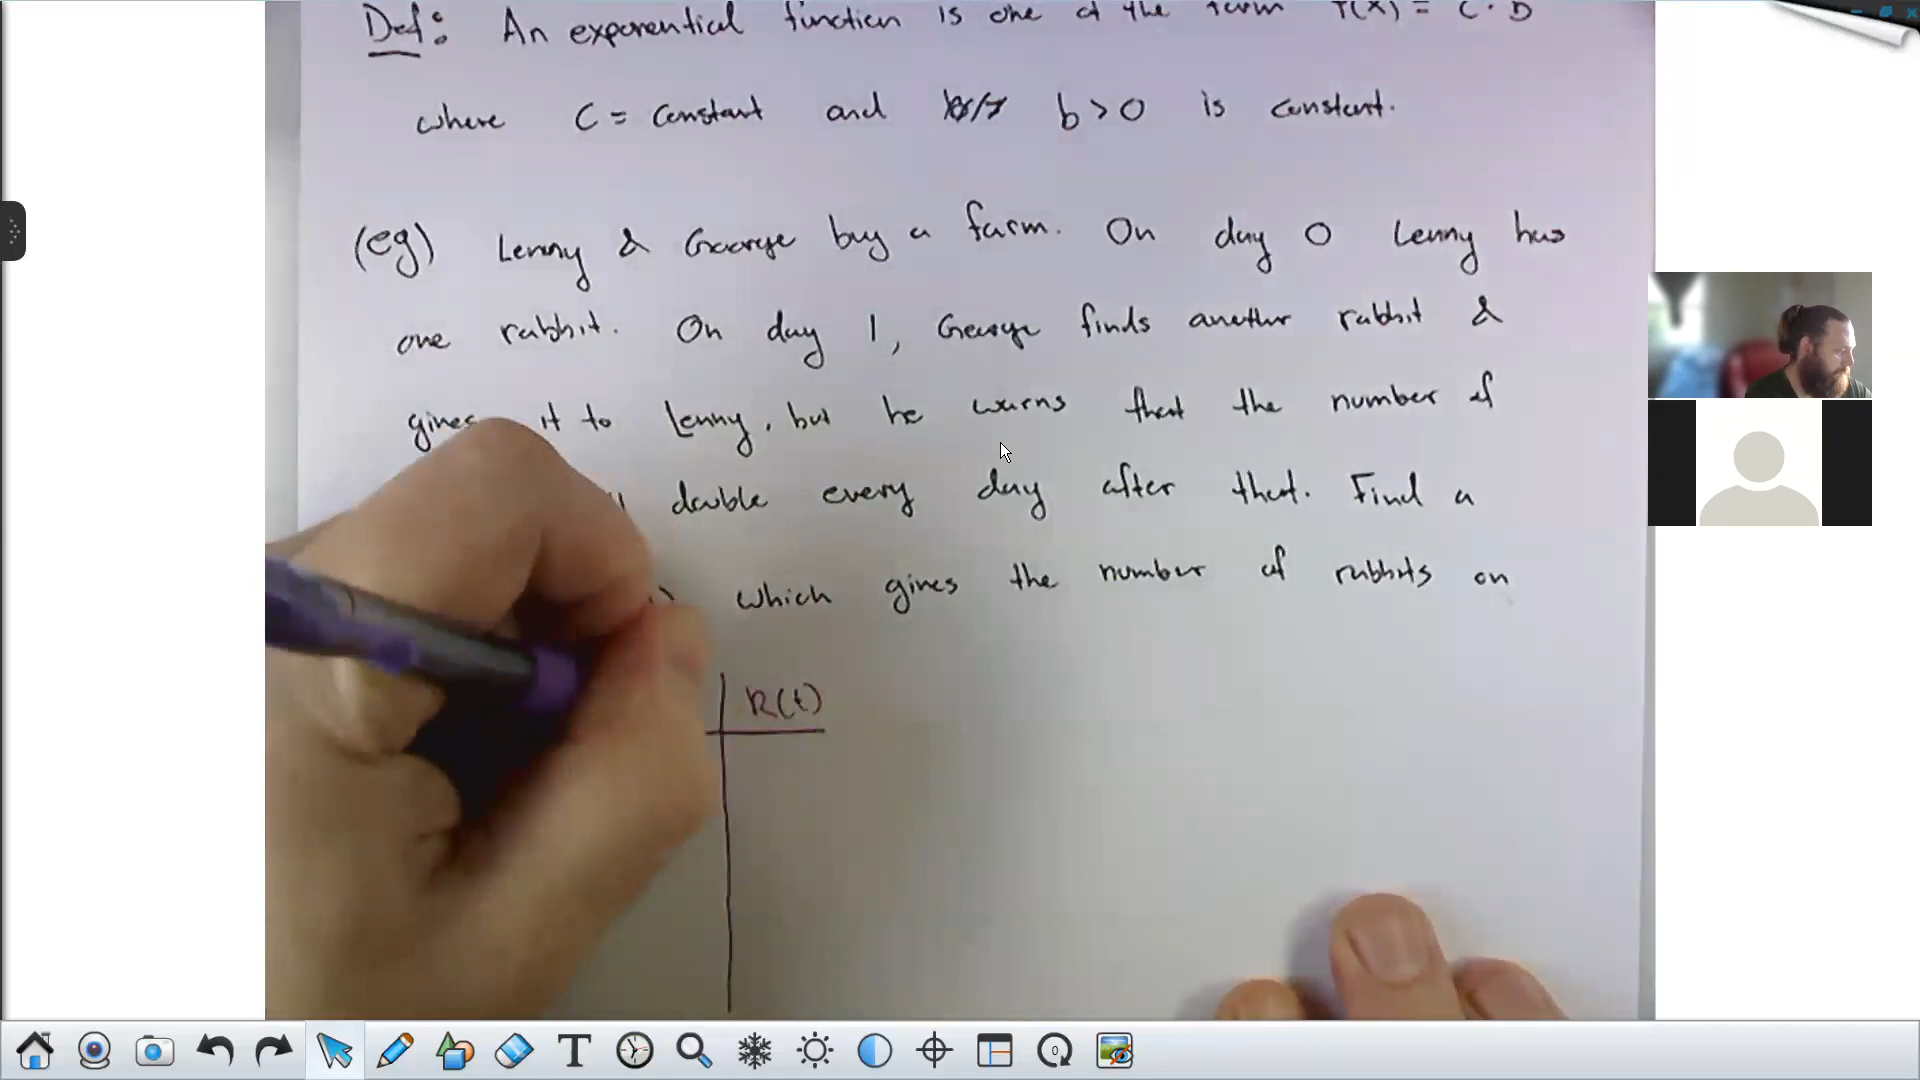 Def: An exponential function is one of the form f(x) = C · b
where C = constant and b > 0 is constant.
(eg) Lenny & George buy a farm. On day 0 Lenny has
one rabbit. On day 1, George finds another rabbit &
gives it to Lenny, but he warns that the number of
double every day after that. Find a
which gives the number of rabbits on
R(t)
T
0